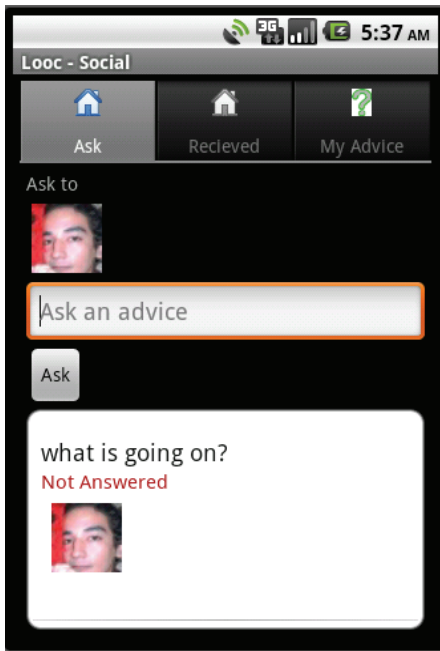 3G
5:37 AM
Looc - Social
Ask
Recieved
My Advice
Ask to
Ask an advice
Ask
what is going on?
Not Answered